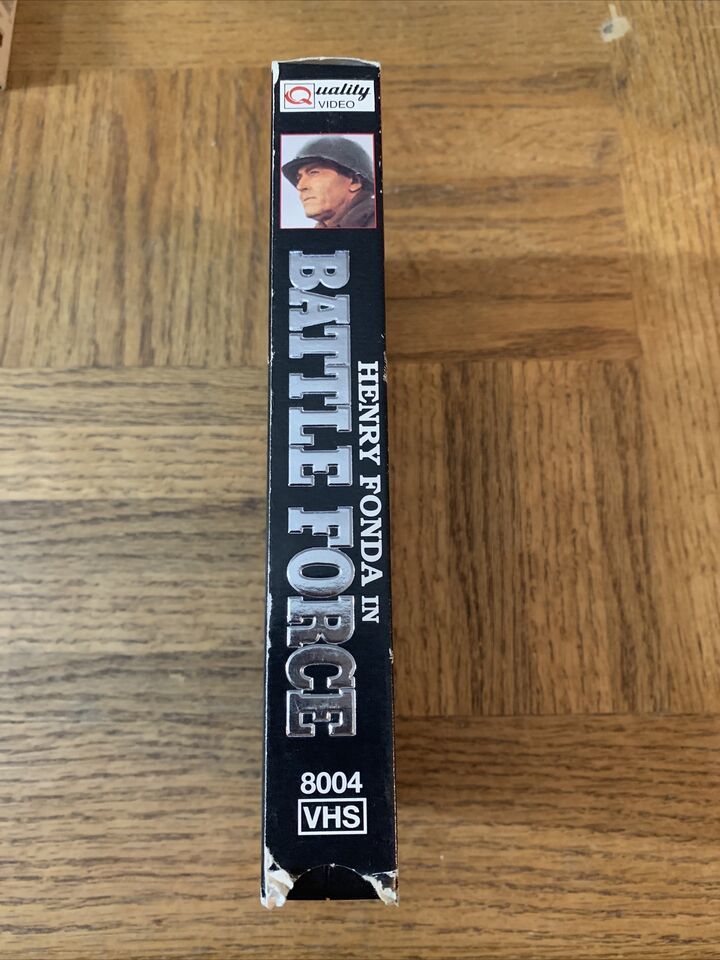 Quality
VIDEO
HENRY FONDA IN
BATTLE FORCE
8004
VHS